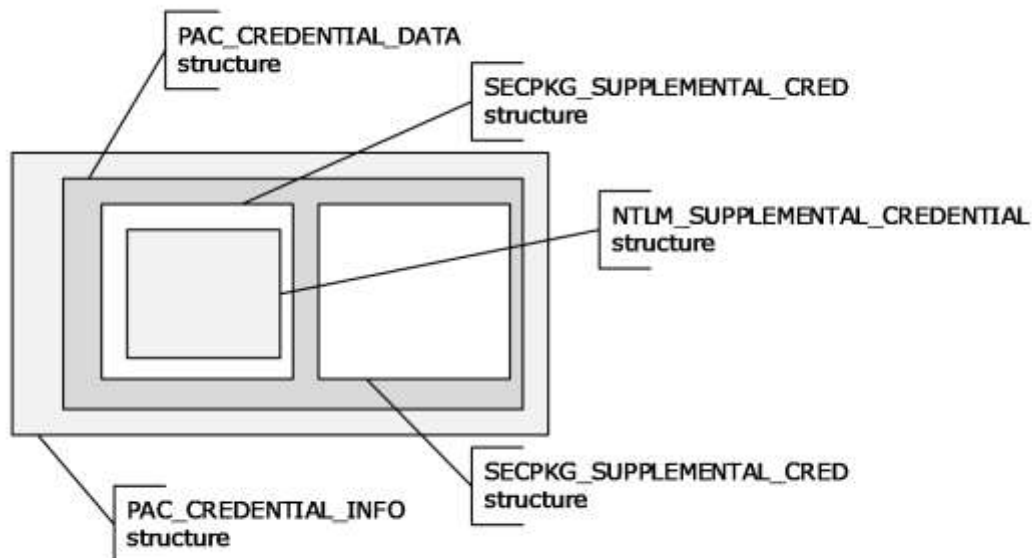 PAC_CREDENTIAL_DATA
structure
SECPKG_SUPPLEMENTAL_CRED
structure
NTLM_SUPPLEMENTAL_CREDENTIAL
structure
SECPKG_SUPPLEMENTAL_CRED
structure
PAC_CREDENTIAL_INFO
structure